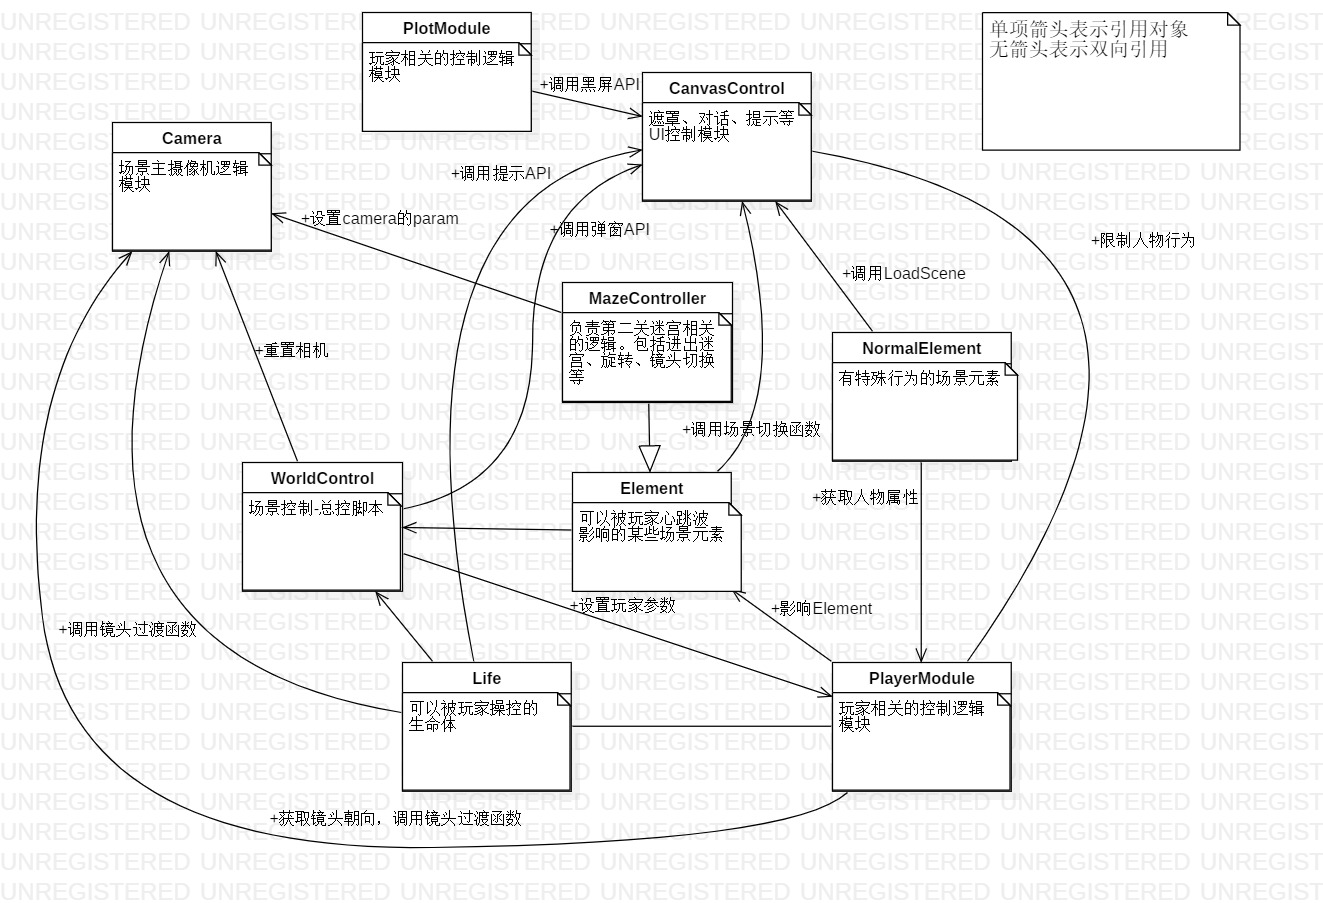 PlotModule
玩家相关的控制逻辑
模块
单项箭头表示引用对象
无箭头表示双向引用
+调用黑屏API
CanvasControl
遮罩、对话、提示等
UI控制模块
Camera
场景主摄像机逻辑
模块
+调用提示API
+设置camera的param
+调用弹窗API
+限制人物行为
+调用LoadScene
MazeController
负责第二关迷宫相关
的逻辑。包括进出迷
宫、旋转、镜头切换
等
+重置相机
NormalElement
有特殊行为的场景元素
+调用场景切换函数
WorldControl
场景控制-总控脚本
Element
可以被玩家心跳波
影响的某些场景元素
+获取人物属性
+设置玩家参数
+影响Element
+调用镜头过渡函数
Life
可以被玩家操控的
生命体
PlayerModule
玩家相关的控制逻辑
模块
+获取镜头朝向，调用镜头过渡函数
UNREGISTERED